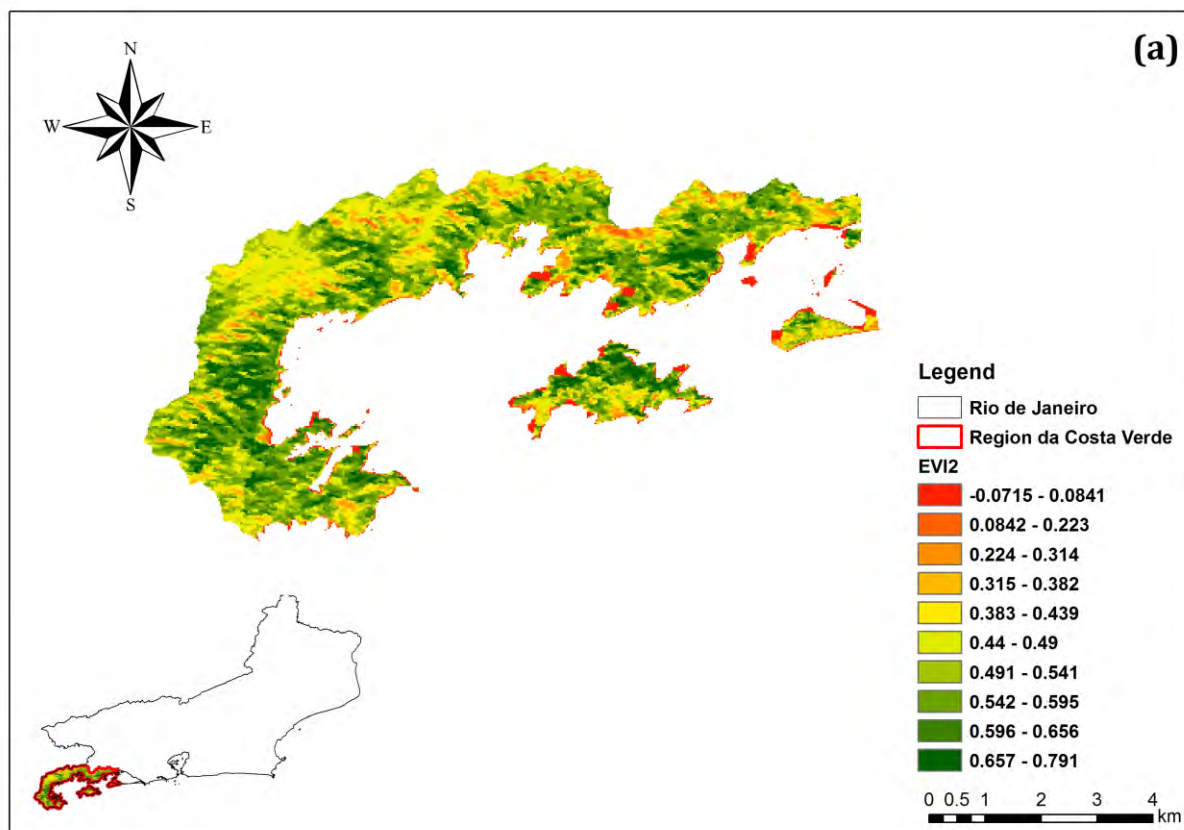 (a)
N
W E
S
Legend
Rio de Janeiro
Region da Costa Verde
EVI2
-0.0715 - 0.0841
0.0842 - 0.223
0.224 - 0.314
0.315 - 0.382
0.383 - 0.439
0.44 - 0.49
0.491 - 0.541
0.542 - 0.595
0.596 - 0.656
0.657 - 0.791
0 0.5 1 2 3 4
km